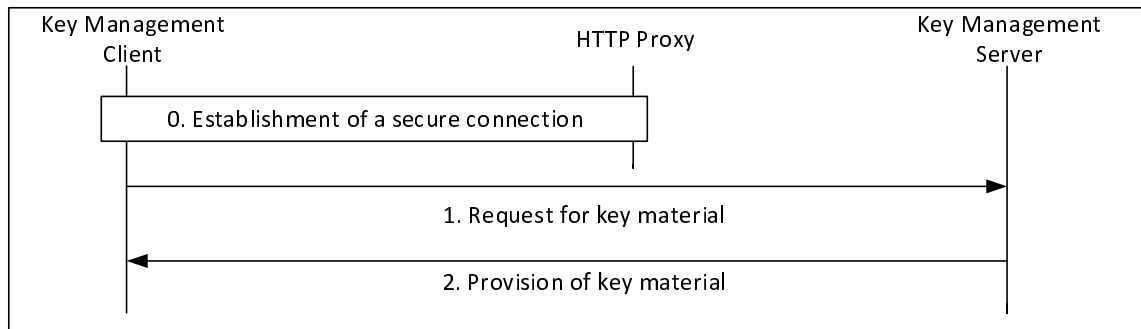 Key Management
Client
HTTP Proxy
Key Management
Server
0. Establishment of a secure connection
1. Request for key material
2. Provision of key material